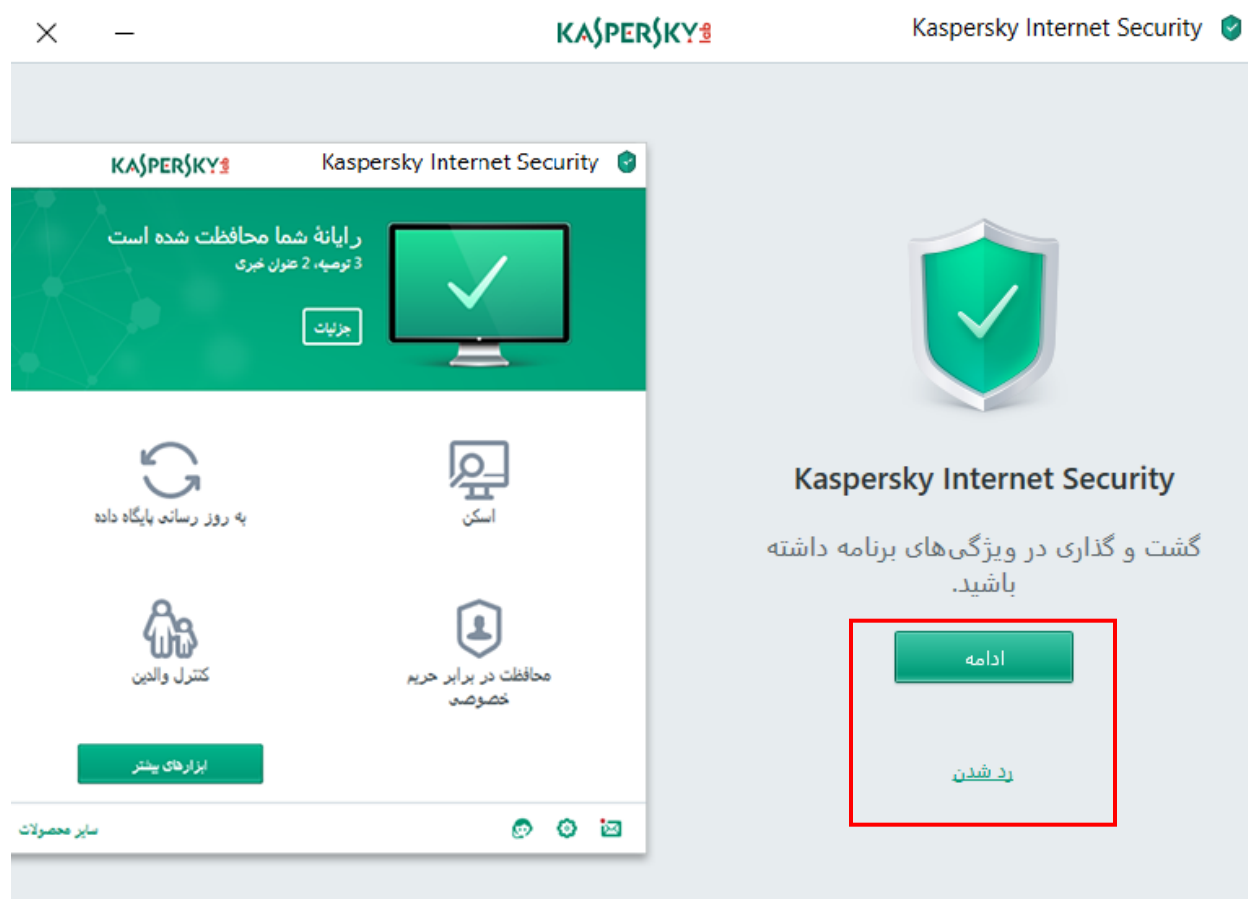 Kaspersky Internet Security
KASPERSKY lab
KASPERSKY lab
Kaspersky Internet Security
رایانهٔ شما محافظت شده است
3 توصیه، 2 عنوان خبری
جزئیات
اسکن
به روز رسانی پایگاه داده
محافظت در برابر حریم
خصوصی
کنترل والدین
ابزارهای بیشتر
سایر محصولات
Kaspersky Internet Security
گشت و گذاری در ویژگی‌های برنامه داشته
باشید.
ادامه
رد شدن